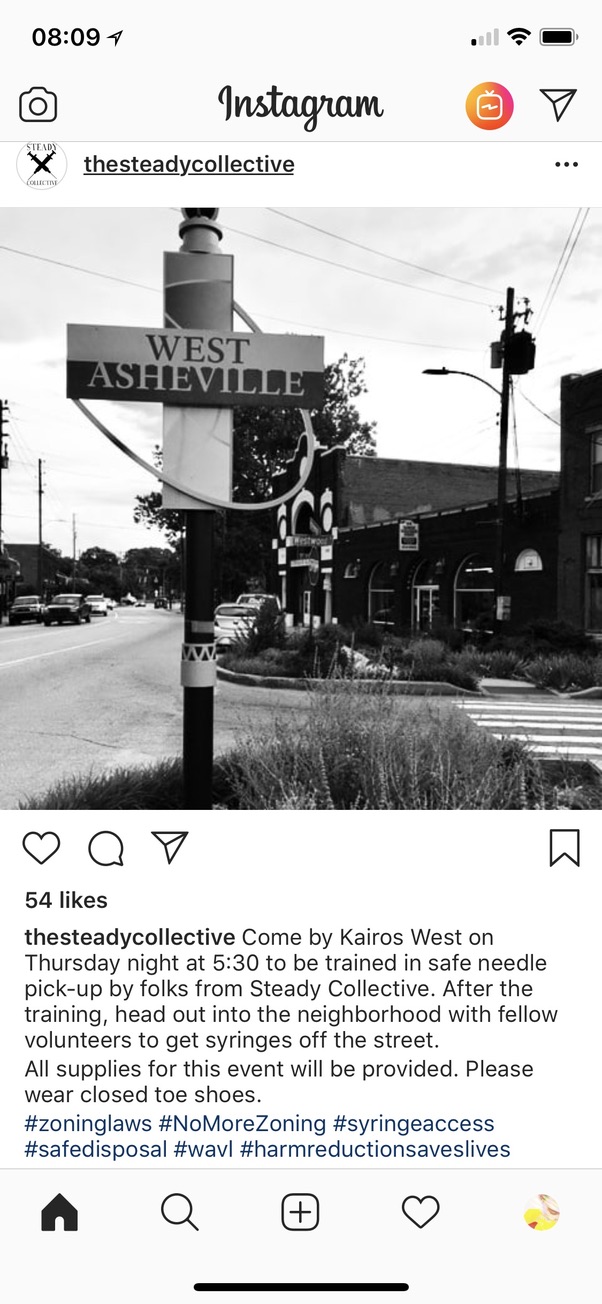 08:09
Instagram
STEADY
COLLECTIVE
thesteadycollective
WEST
ASHEVILLE
Westwood
54 likes
thesteadycollective Come by Kairos West on
Thursday night at 5:30 to be trained in safe needle
pick-up by folks from Steady Collective. After the
training, head out into the neighborhood with fellow
volunteers to get syringes off the street.
All supplies for this event will be provided. Please
wear closed toe shoes.
#zoninglaws #NoMoreZoning #syringeaccess
#safedisposal #wavl #harmreductionsaveslives